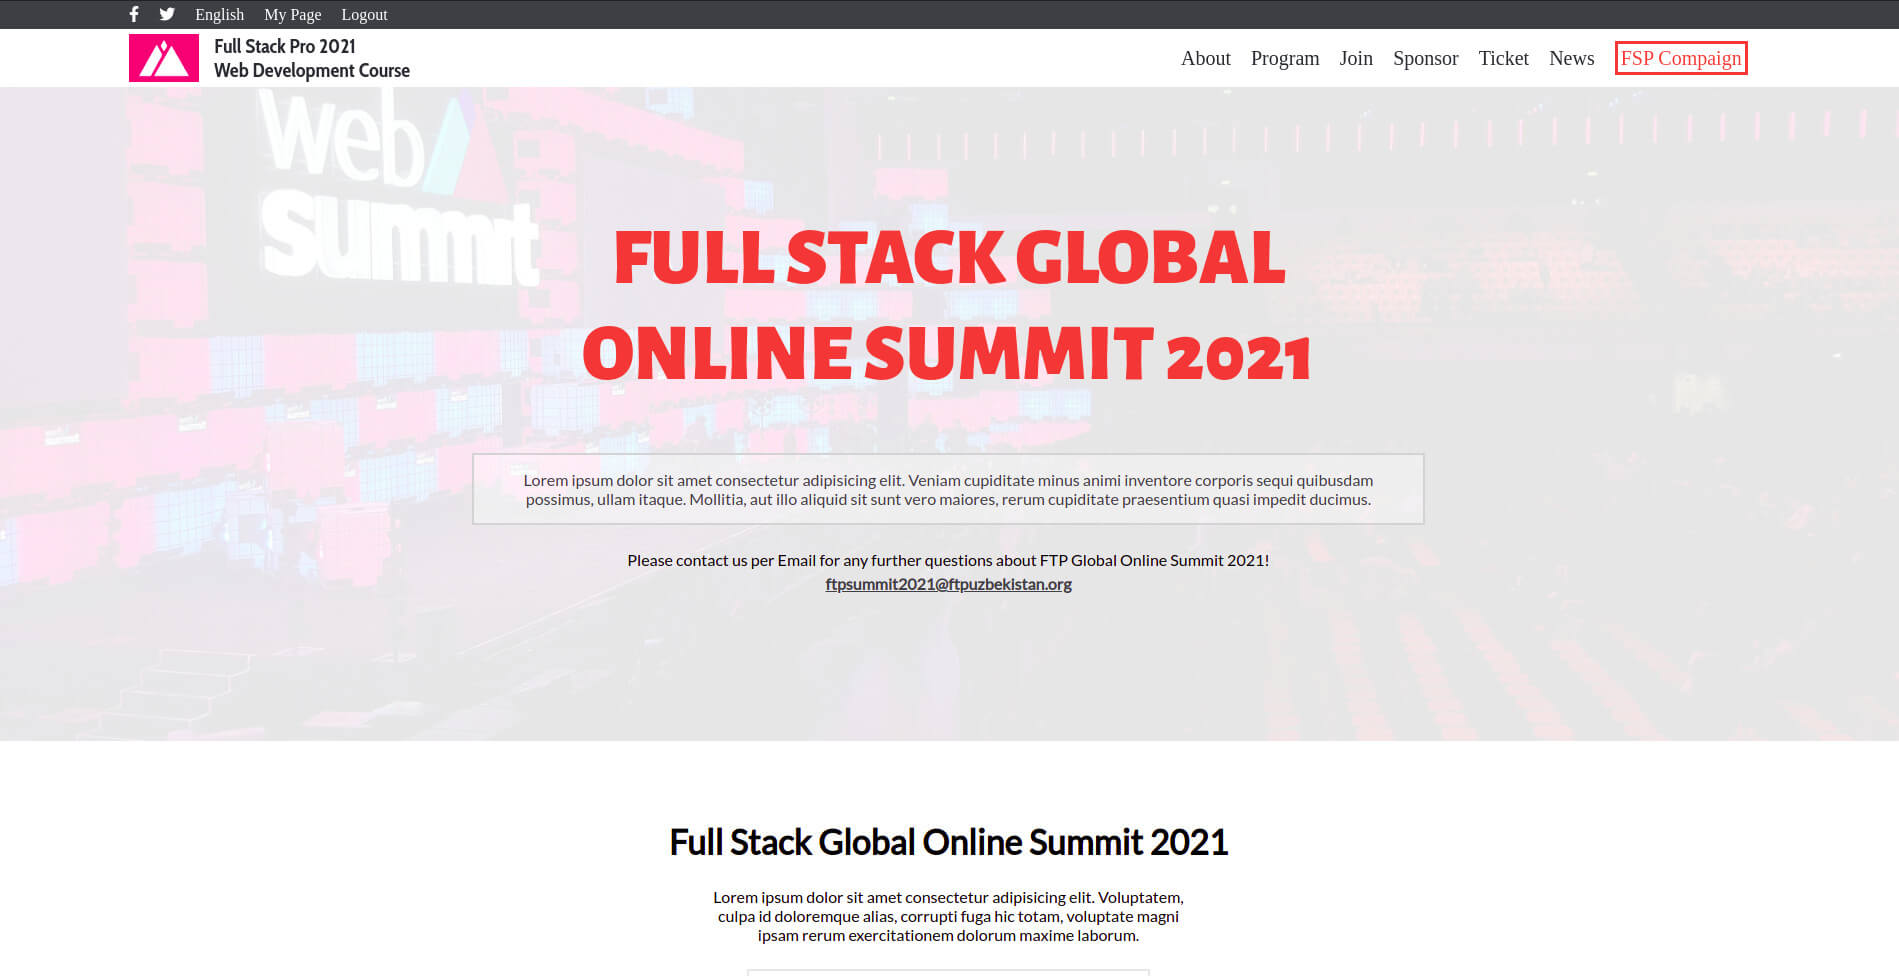 English My Page Logout
Full Stack Pro 2021
Web Development Course
About Program Join Sponsor Ticket News FSP Compaign
web
summit
FULL STACK GLOBAL
ONLINE SUMMIT 2021
Lorem ipsum dolor sit amet consectetur adipisicing elit. Veniam cupiditate minus animi inventore corporis sequi quibusdam
possimus, ullam itaque. Mollitia, aut illo aliquid sit sunt vero maiores, rerum cupiditate praesentium quasi impedit ducimus.
Please contact us per Email for any further questions about FTP Global Online Summit 2021!
ftpsummit2021@ftpuzbekistan.org
Full Stack Global Online Summit 2021
Lorem ipsum dolor sit amet consectetur adipisicing elit. Voluptatem,
culpa id doloremque alias, corrupti fuga hic totam, voluptate magni
ipsam rerum exercitationem dolorum maxime laborum.